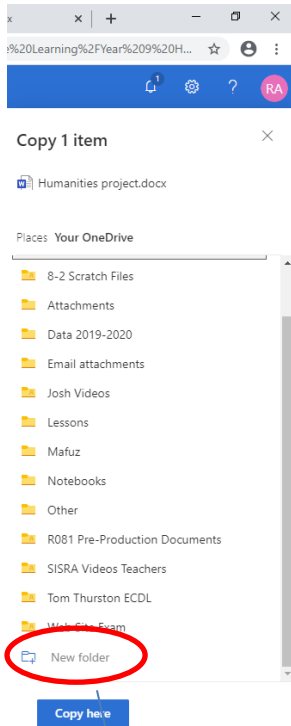 x
e%20Learning%2FYear%209%20H...
1
?
RA
Copy 1 item
Humanities project.docx
Places Your OneDrive
8-2 Scratch Files
Attachments
Data 2019-2020
Email attachments
Josh Videos
Lessons
Mafuz
Notebooks
Other
R081 Pre-Production Documents
SISRA Videos Teachers
Tom Thurston ECDL
Web Site Exam
New folder
Copy here